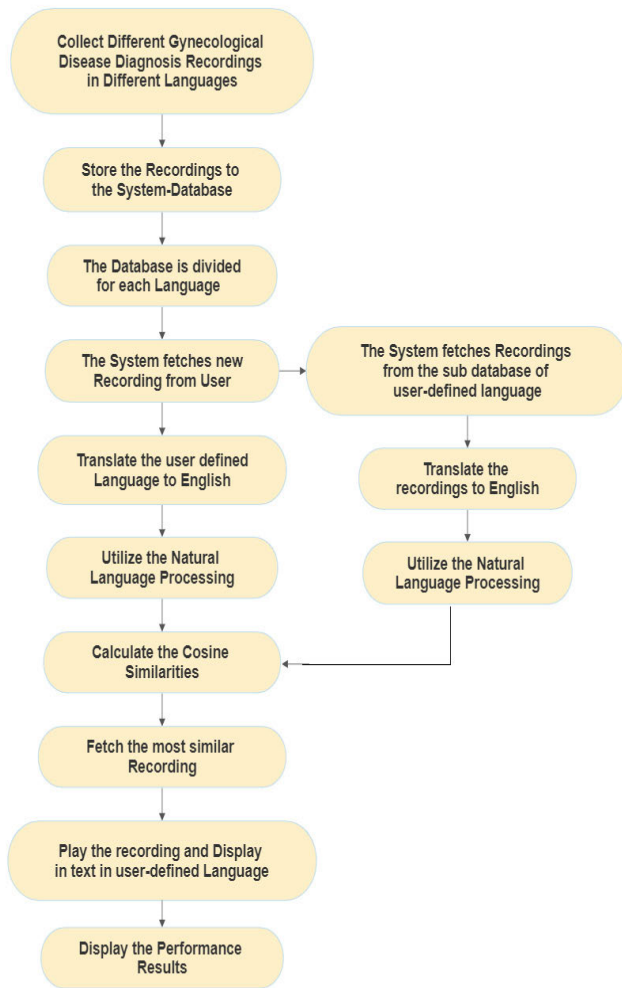 Collect Different Gynecological
Disease Diagnosis Recordings
in Different Languages
Store the Recordings to
the System-Database
The Database is divided
for each Language
The System fetches new
Recording from User
The System fetches Recordings
from the sub database of
user-defined language
Translate the user defined
Language to English
Translate the
recordings to English
Utilize the Natural
Language Processing
Utilize the Natural
Language Processing
Calculate the Cosine
Similarities
Fetch the most similar
Recording
Play the recording and Display
in text in user-defined Language
Display the Performance
Results